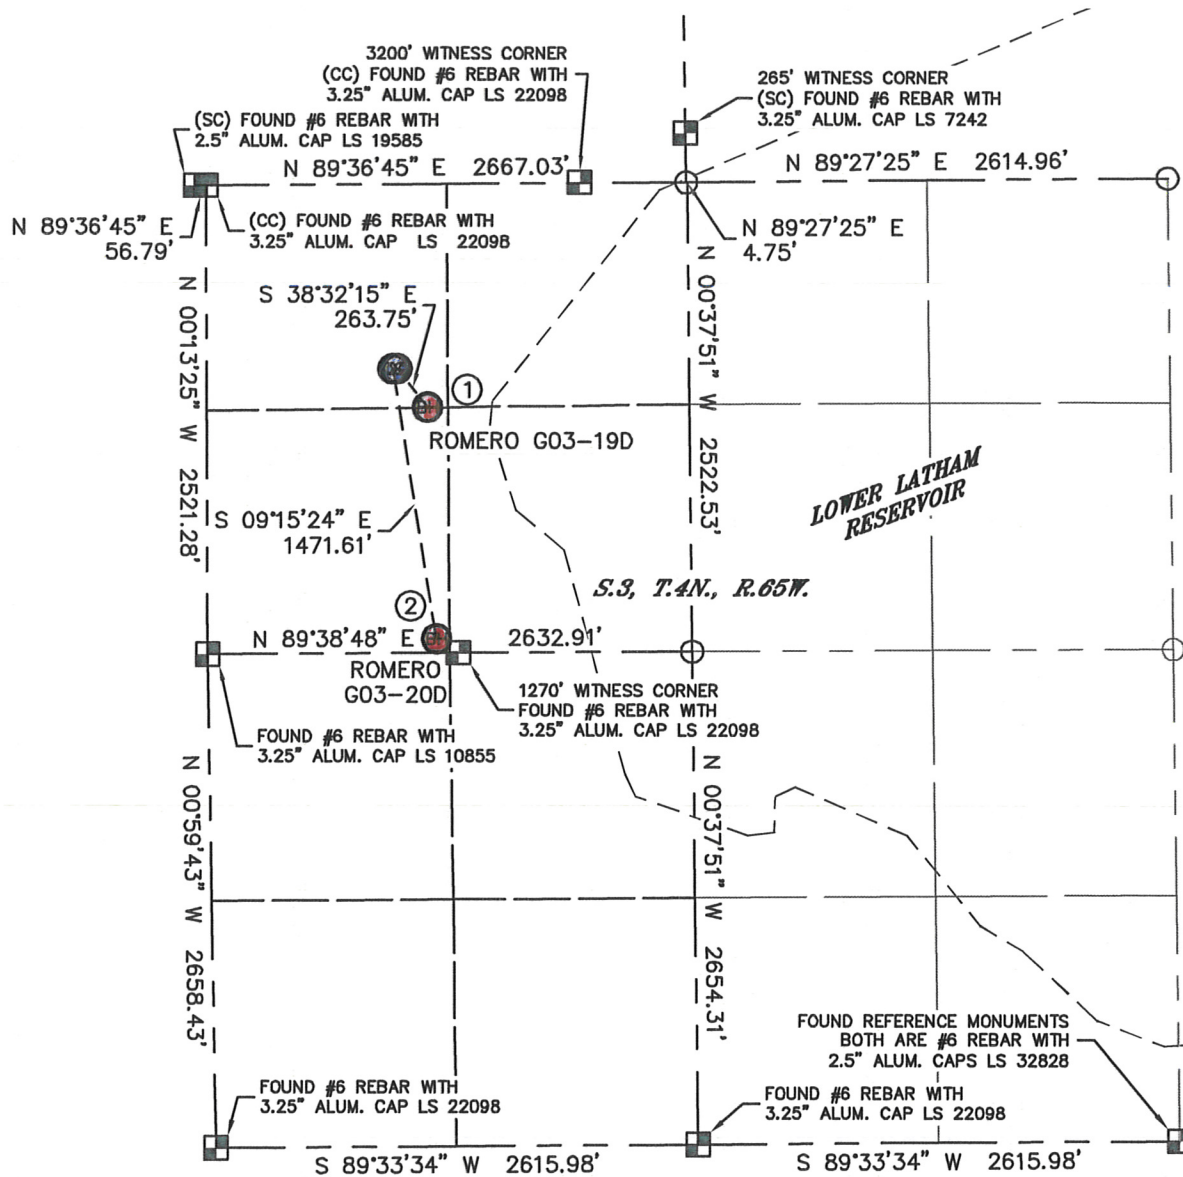 3200' WITNESS CORNER
(CC) FOUND #6 REBAR WITH
3.25" ALUM. CAP LS 22098
265' WITNESS CORNER
(SC) FOUND #6 REBAR WITH
3.25" ALUM. CAP LS 7242
(SC) FOUND #6 REBAR WITH
2.5" ALUM. CAP LS 19585
N 89°36'45" E 2667.03'
N 89°27'25" E 2614.96'
N 89°36'45" E
56.79'
(CC) FOUND #6 REBAR WITH
3.25" ALUM. CAP LS 22098
N 89°27'25" E
4.75'
N 00°13'25" W 2521.28'
S 38°32'15" E
263.75'
N 00°37'51" W 2522.53'
1
ROMERO G03-19D
LOWER LATHAM
RESERVOIR
S 09°15'24" E
1471.61'
S.3, T.4N., R.65W.
2
N 89°38'48" E 2632.91'
ROMERO
G03-20D
1270' WITNESS CORNER
FOUND #6 REBAR WITH
3.25" ALUM. CAP LS 22098
FOUND #6 REBAR WITH
3.25" ALUM. CAP LS 10855
N 00°59'43" W 2658.43'
N 00°37'51" W 2654.31'
FOUND REFERENCE MONUMENTS
BOTH ARE #6 REBAR WITH
2.5" ALUM. CAPS LS 32828
FOUND #6 REBAR WITH
3.25" ALUM. CAP LS 22098
FOUND #6 REBAR WITH
3.25" ALUM. CAP LS 22098
S 89°33'34" W 2615.98'
S 89°33'34" W 2615.98'